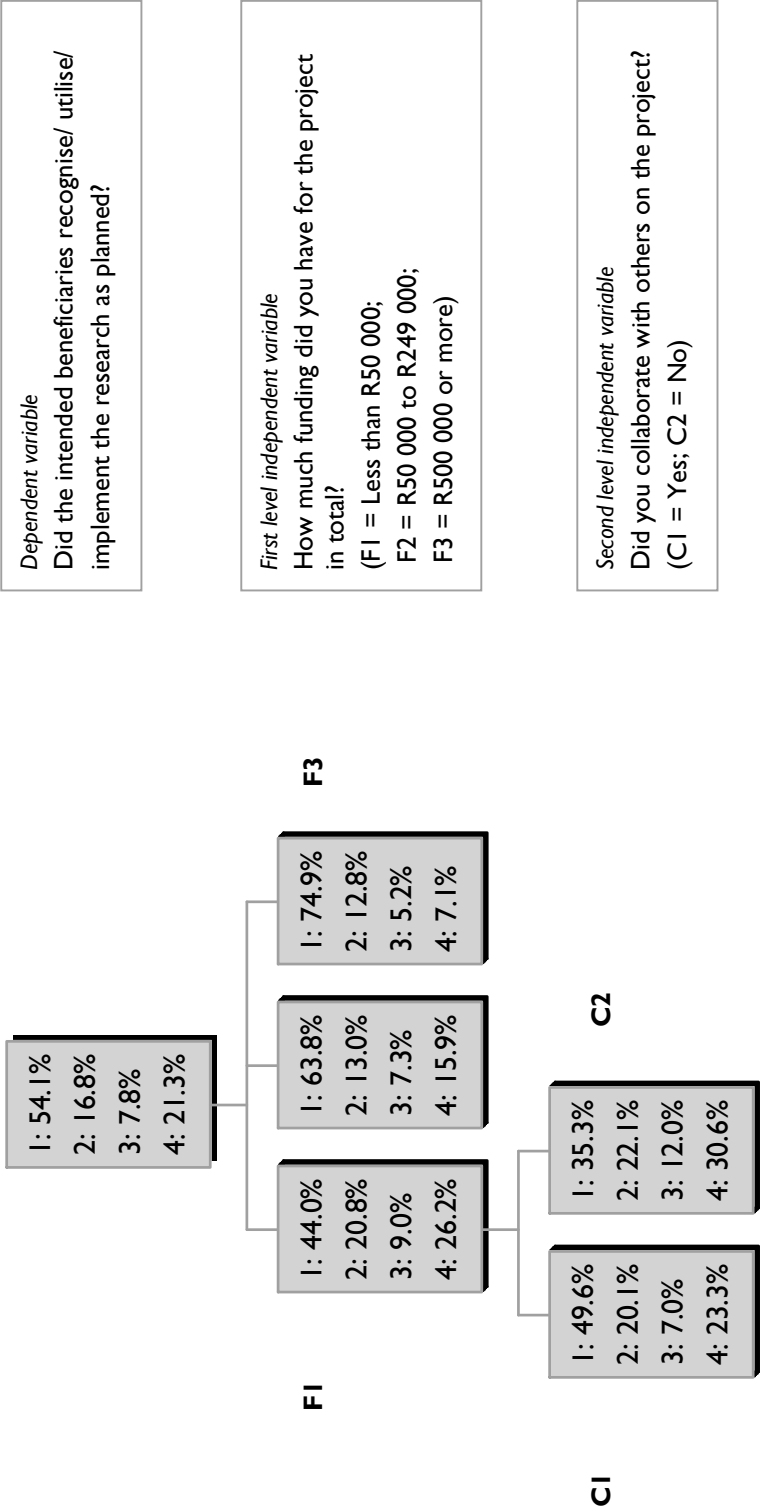 1: 54.1%
2: 16.8%
3: 7.8%
4: 21.3%
F1
1: 44.0%
2: 20.8%
3: 9.0%
4: 26.2%
1: 63.8%
2: 13.0%
3: 7.3%
4: 15.9%
1: 74.9%
2: 12.8%
3: 5.2%
4: 7.1%
F3
C1
1: 49.6%
2: 20.1%
3: 7.0%
4: 23.3%
1: 35.3%
2: 22.1%
3: 12.0%
4: 30.6%
C2
Dependent variable
Did the intended beneficiaries recognise/ utilise/
implement the research as planned?
First level independent variable
How much funding did you have for the project
in total?
(F1 = Less than R50 000;
F2 = R50 000 to R249 000;
F3 = R500 000 or more)
Second level independent variable
Did you collaborate with others on the project?
(C1 = Yes; C2 = No)